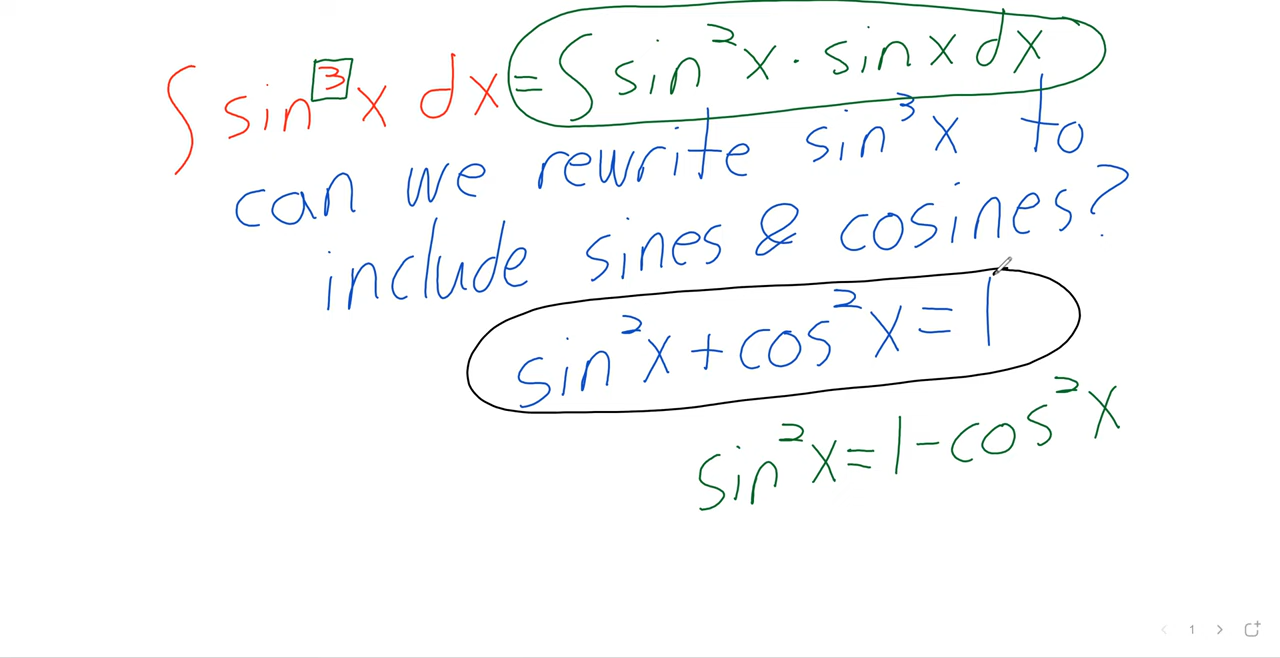 ∫ sin³x dx = ∫ sin²x · sin x dx
can we rewrite sin³x to
include sines & cosines?
sin²x + cos²x = 1
sin²x = 1 - cos²x
1